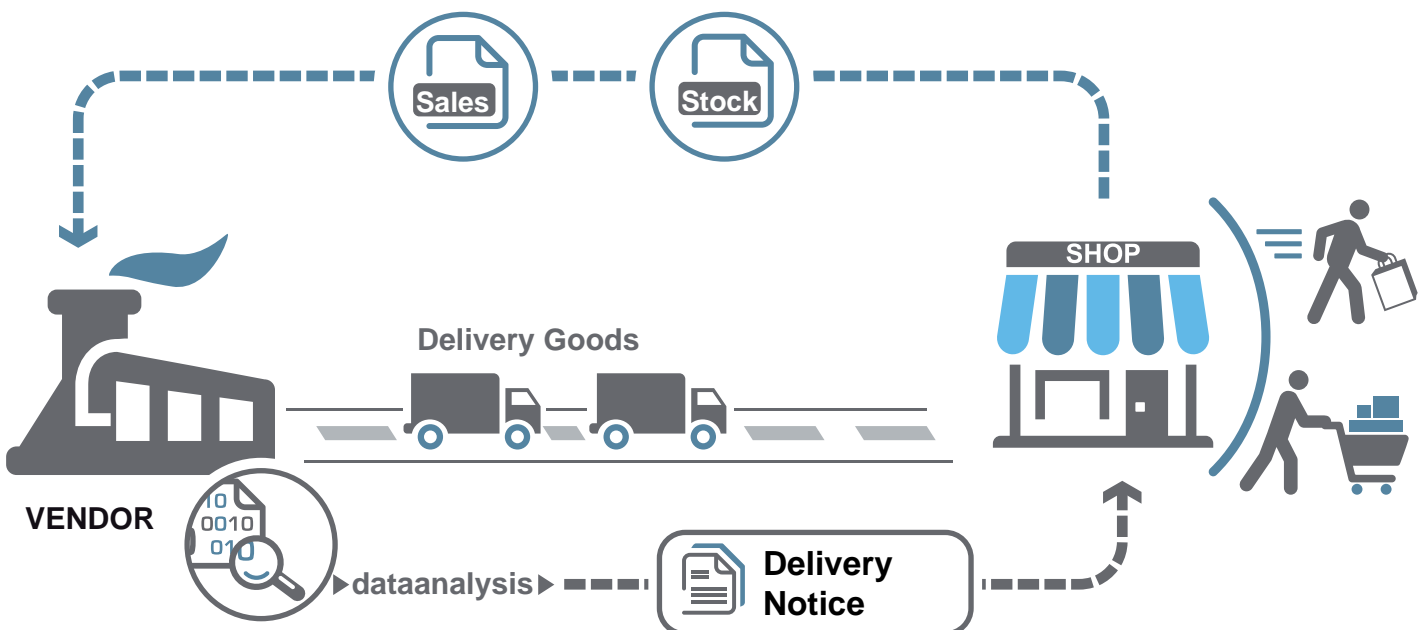 Sales
Stock
SHOP
Delivery Goods
VENDOR
10
0010
010
dataanalysis
Delivery
Notice